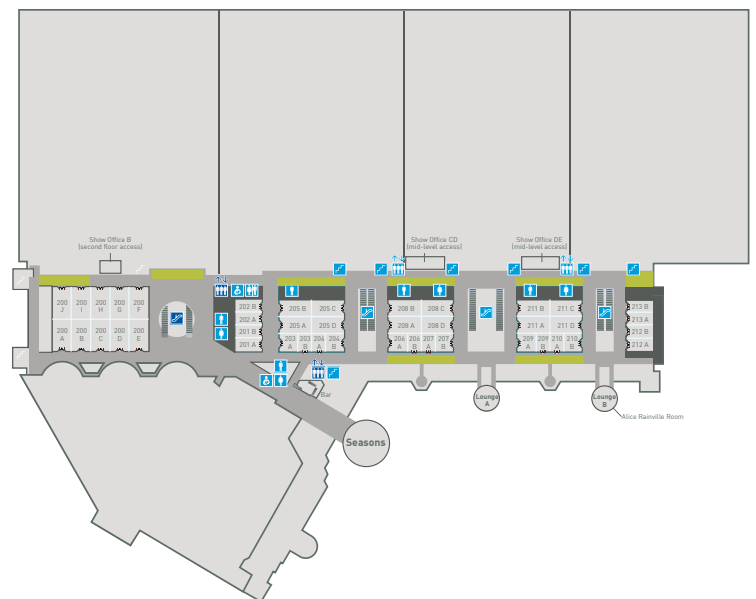 Show Office B
(second floor access)
Show Office CD
(mid-level access)
Show Office DE
(mid-level access)
200
J
200
I
200
H
200
G
200
F
200
A
200
B
200
C
200
D
200
E
202 B
202 A
201 B
201 A
205 B
205 C
205 A
205 D
203
A
203
B
204
A
204
B
208 B
208 C
208 A
208 D
206
A
206
B
207
A
207
B
211 B
211 C
211 A
211 D
209
A
209
B
210
A
210
B
213 B
213 A
212 B
212 A
Bar
Seasons
Lounge
A
Lounge
B
Alice Rainville Room